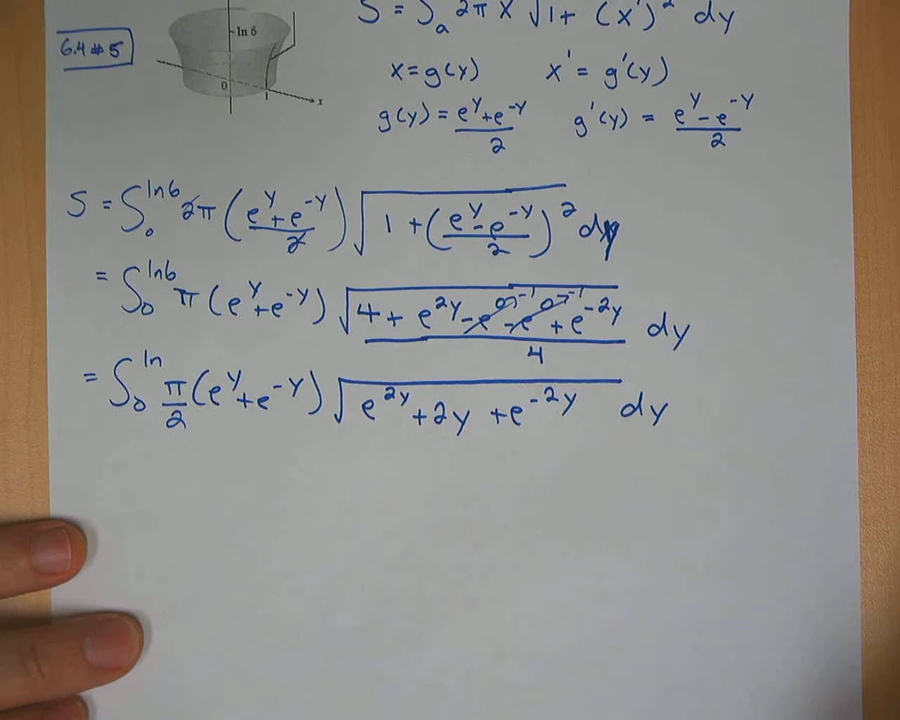 S = ∫ₐ 2π x √(1 + (x')²) dy
6.4 #5
ln 6
0
1
x
x = g(y) x' = g'(y)
g(y) = (e^y + e^-y)/2 g'(y) = (e^y - e^-y)/2
S = ∫₀^ln6 2π ((e^y + e^-y)/2) √(1 + ((e^y - e^-y)/2)²) dy
= ∫₀^ln6 π (e^y + e^-y) √((4 + e^2y - e^0 - e^0 + e^-2y)/4) dy
= ∫₀^ln π/2 (e^y + e^-y) √(e^2y + 2y + e^-2y) dy